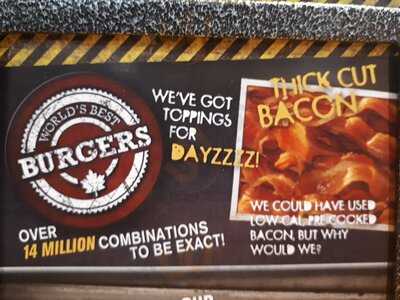 WORLD'S BEST
BURGERS
WE'VE GOT
TOPPINGS
FOR
DAYZZZZ!
OVER
14 MILLION COMBINATIONS
TO BE EXACT!
THICK CUT
BACON
WE COULD HAVE USED
LOW-CAL, PRE-COOKED
BACON, BUT WHY
WOULD WE?
OUR